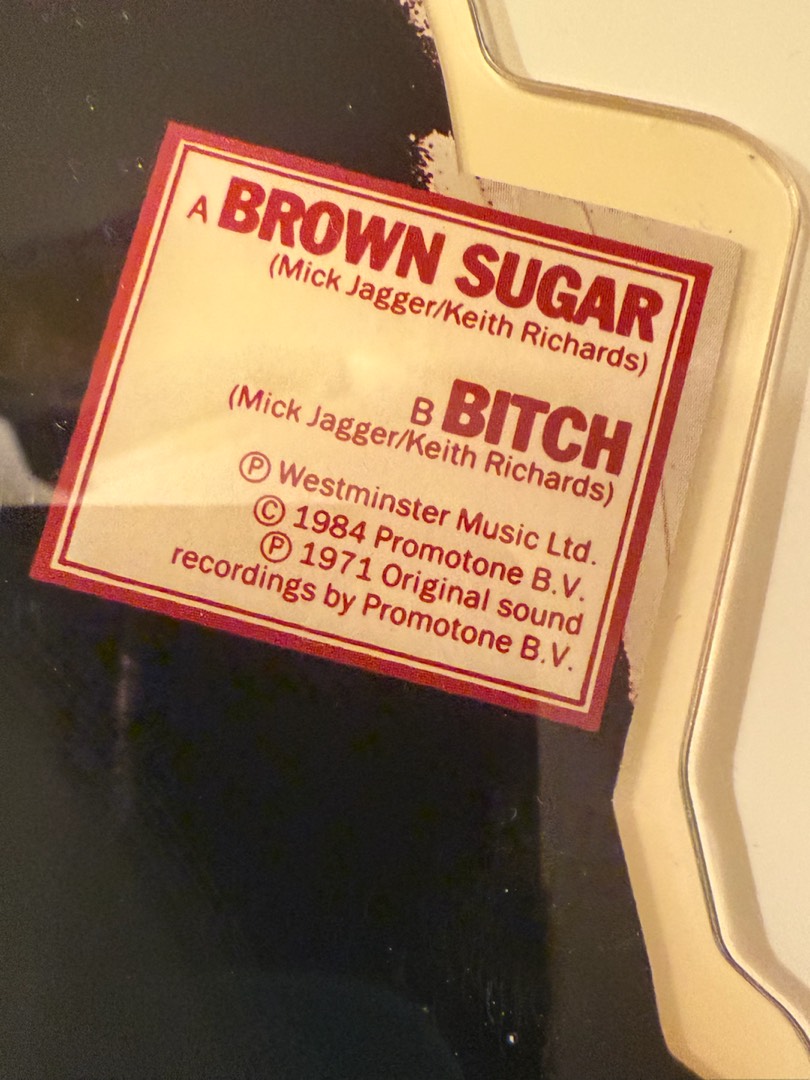 A BROWN SUGAR
(Mick Jagger/Keith Richards)
B BITCH
(Mick Jagger/Keith Richards)
Ⓟ Westminster Music Ltd.
© 1984 Promotone B.V.
Ⓟ 1971 Original sound
recordings by Promotone B.V.